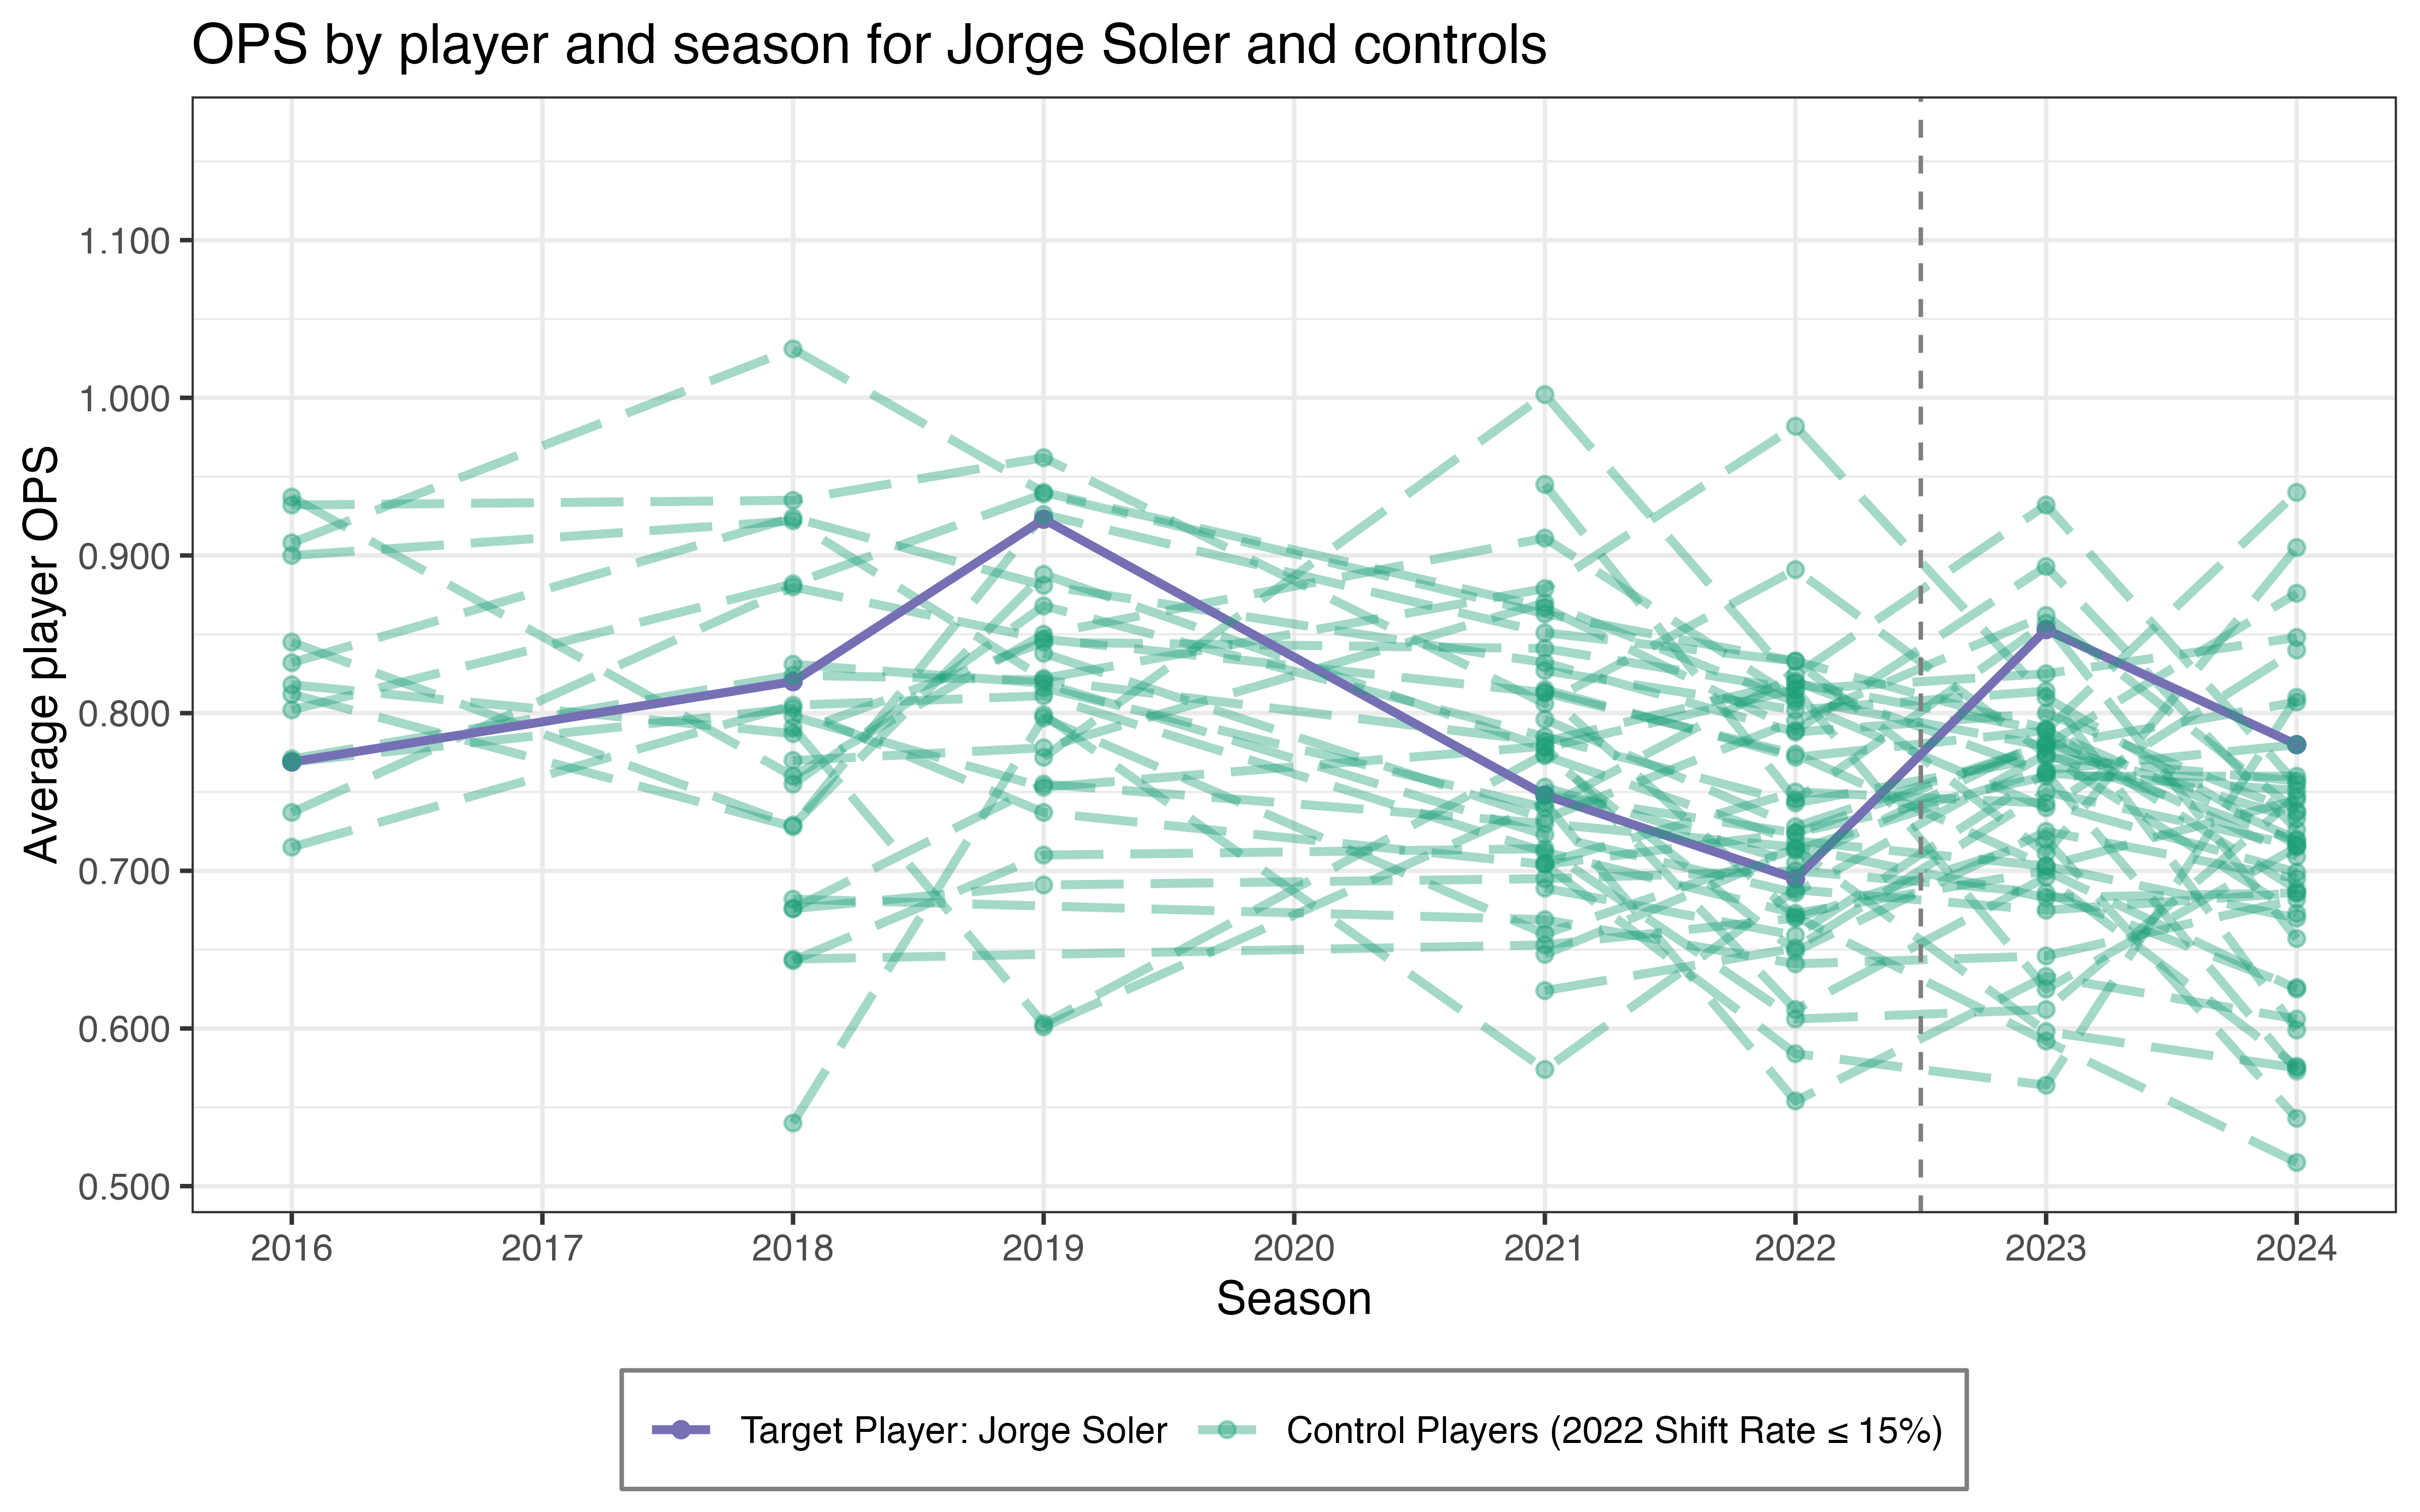 OPS by player and season for Jorge Soler and controls
Average player OPS
1.100
1.000
0.900
0.800
0.700
0.600
0.500
2016 2017 2018 2019 2020 2021 2022 2023 2024
Season
Target Player: Jorge Soler Control Players (2022 Shift Rate ≤ 15%)